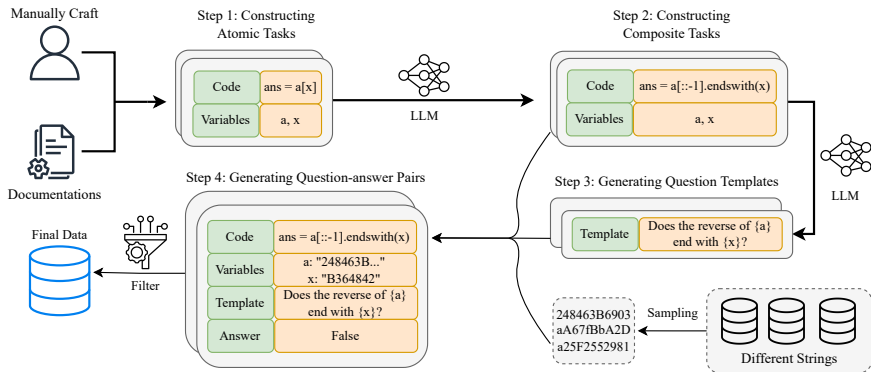 Manually Craft
Documentations
Step 1: Constructing
Atomic Tasks
Code
ans = a[x]
Variables
a, x
LLM
Step 2: Constructing
Composite Tasks
Code
ans = a[::-1].endswith(x)
Variables
a, x
LLM
Step 3: Generating Question Templates
Template
Does the reverse of {a}
end with {x}?
248463B6903
aA67fBbA2D
a25F2552981
Sampling
Different Strings
Step 4: Generating Question-answer Pairs
Code
ans = a[::-1].endswith(x)
Variables
a: "248463B..."
x: "B364842"
Template
Does the reverse of {a}
end with {x}?
Answer
False
Filter
Final Data